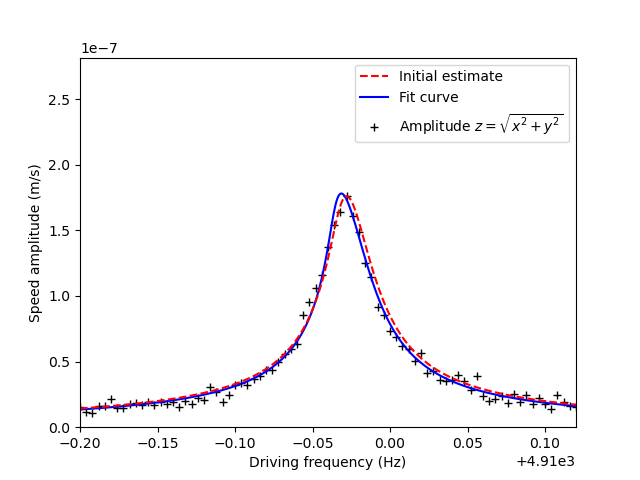 1e−7
Initial estimate
Fit curve
Amplitude z = √x² + y²
2.5
2.0
1.5
1.0
0.5
0.0
Speed amplitude (m/s)
−0.20 −0.15 −0.10 −0.05 0.00 0.05 0.10
Driving frequency (Hz)
+4.91e3